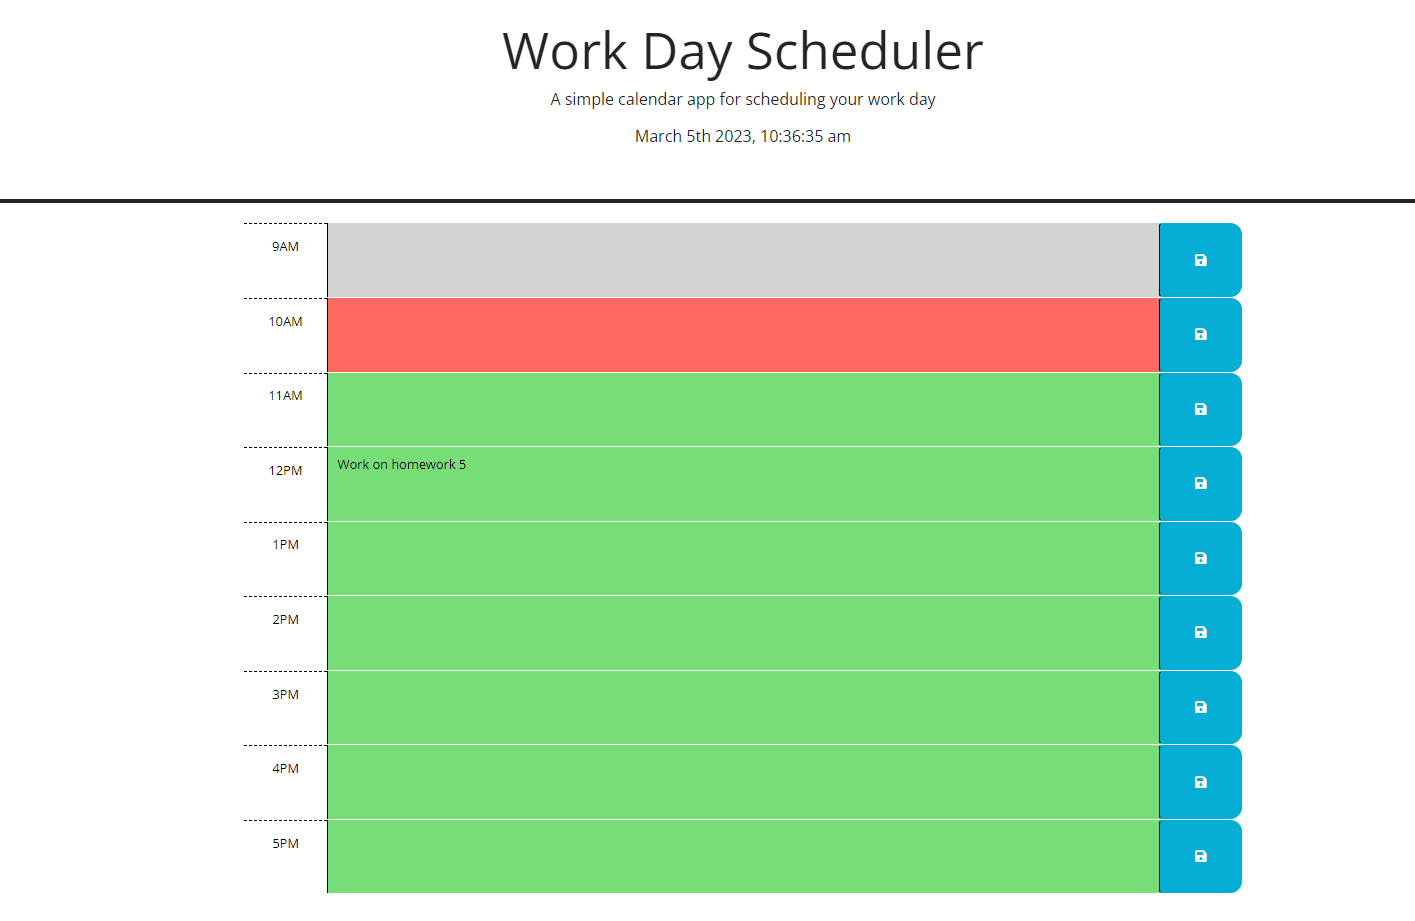 Work Day Scheduler
A simple calendar app for scheduling your work day
March 5th 2023, 10:36:35 am
9AM
10AM
11AM
12PM
Work on homework 5
1PM
2PM
3PM
4PM
5PM